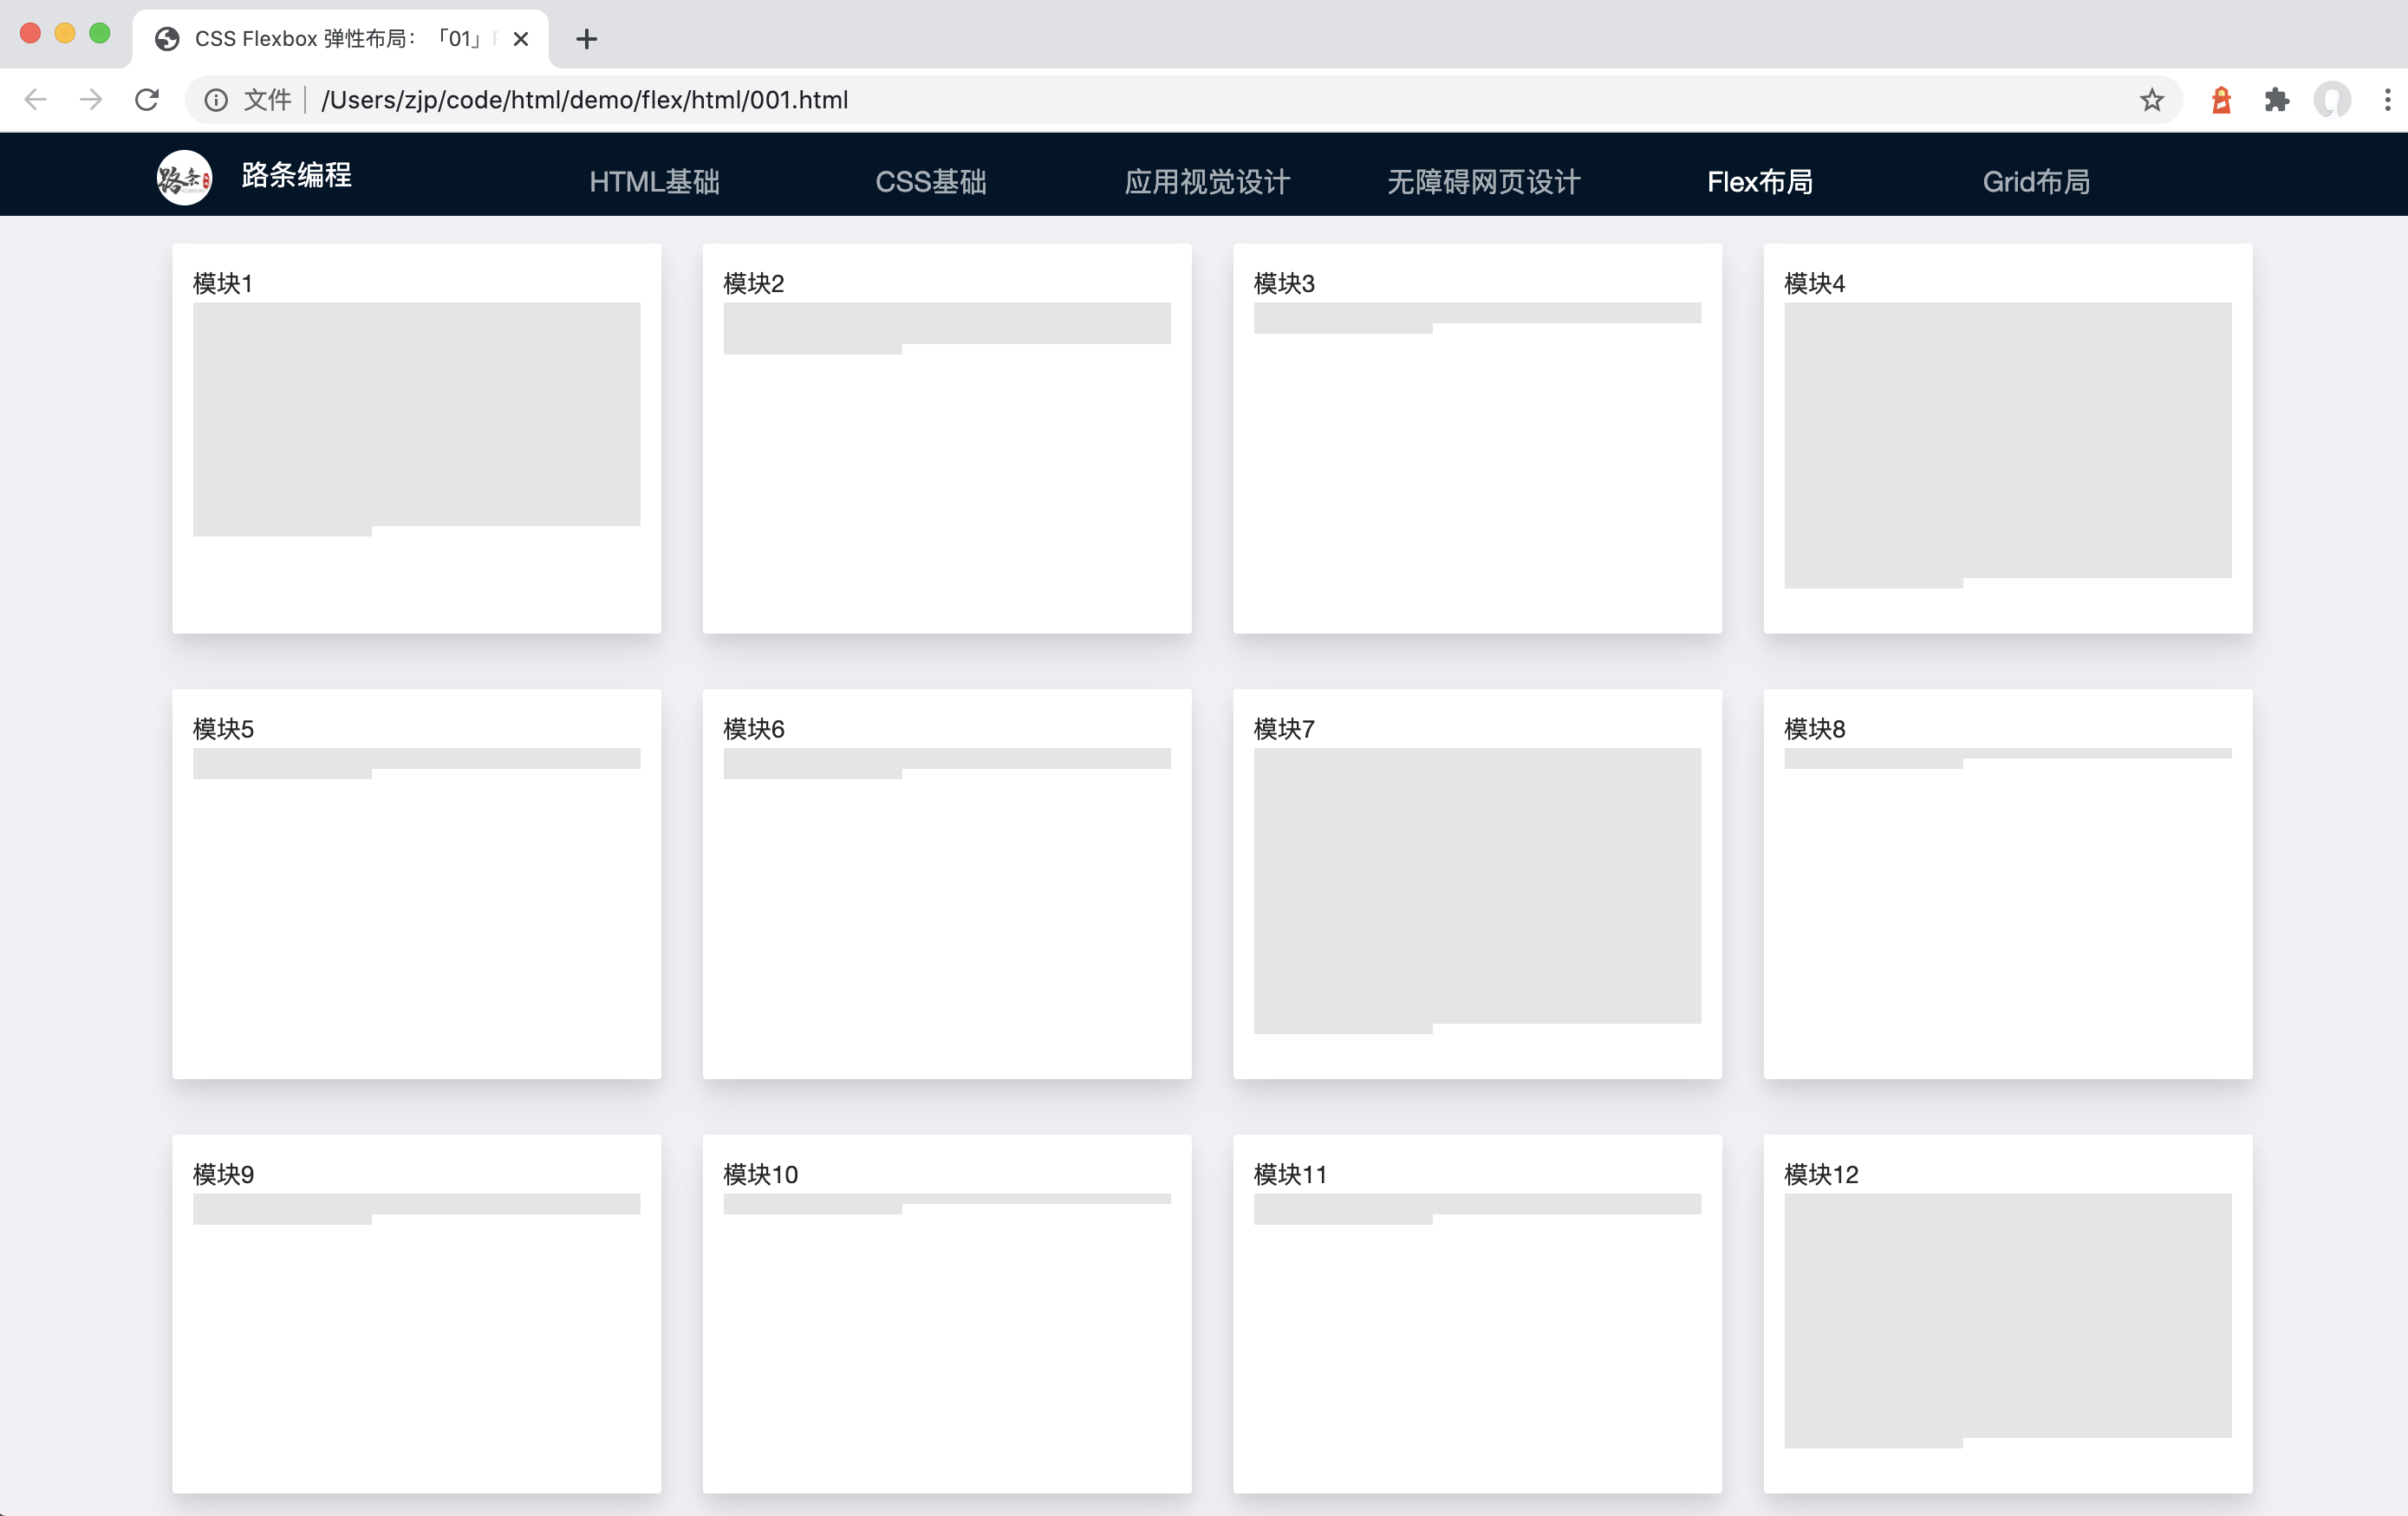 CSS Flexbox 弹性布局：「01」
文件 /Users/zjp/code/html/demo/flex/html/001.html
路条
路条编程 HTML基础 CSS基础 应用视觉设计 无障碍网页设计 Flex布局 Grid布局
模块1 模块2 模块3 模块4
模块5 模块6 模块7 模块8
模块9 模块10 模块11 模块12